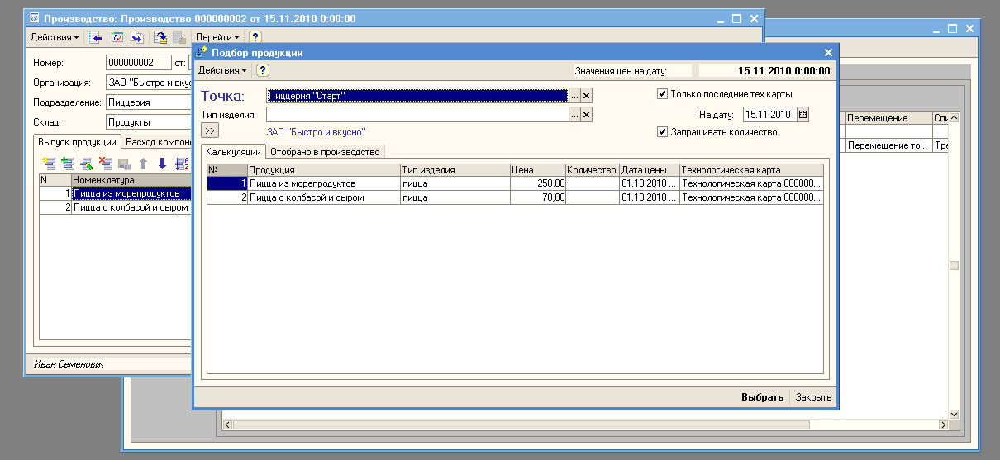 Производство: Производство 000000002 от 15.11.2010 0:00:00
Действия
Перейти
?
Номер:
000000002
от:
Организация:
ЗАО "Быстро и вкус
Подразделение:
Пиццерия
Склад:
Продукты
Выпуск продукции
Расход компон
N
Номенклатура
1
Пицца из морепродуктов
2
Пицца с колбасой и сыром
Иван Семенович
Подбор продукции
Действия
?
Значения цен на дату:
15.11.2010 0:00:00
Точка:
Пиццерия "Старт"
...
Только последние тех.карты
Тип изделия:
...
На дату:
15.11.2010
>>
ЗАО "Быстро и вкусно"
Запрашивать количество
Калькуляции
Отобрано в производство
№ Продукция Тип изделия Цена Количество Дата цены Технологическая карта
1 Пицца из морепродуктов пицца 250,00 01.10.2010 ... Технологическая карта 000000...
2 Пицца с колбасой и сыром пицца 70,00 01.10.2010 ... Технологическая карта 000000...
Выбрать
Закрыть
Перемещение
Спи
Перемещение то...
Тре